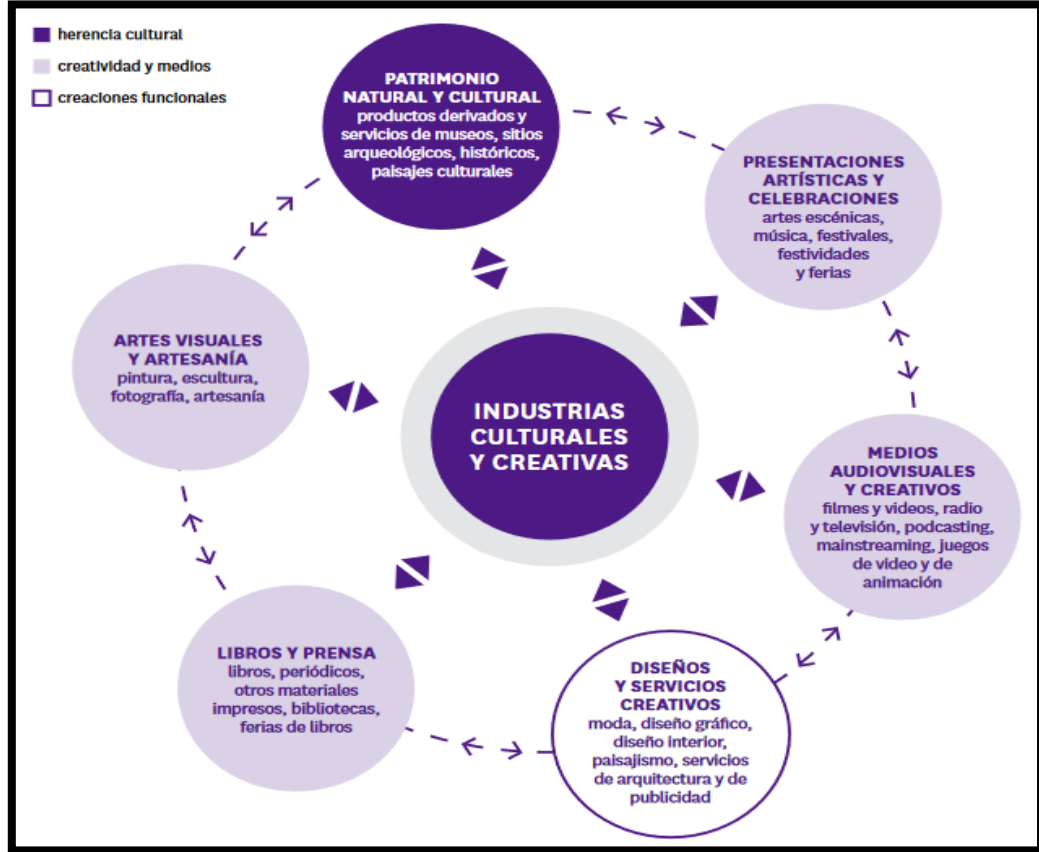 herencia cultural
creatividad y medios
creaciones funcionales
PATRIMONIO
NATURAL Y CULTURAL
productos derivados y
servicios de museos, sitios
arqueológicos, históricos,
paisajes culturales
PRESENTACIONES
ARTÍSTICAS Y
CELEBRACIONES
artes escénicas,
música, festivales,
festividades
y ferias
ARTES VISUALES
Y ARTESANÍA
pintura, escultura,
fotografía, artesanía
INDUSTRIAS
CULTURALES
Y CREATIVAS
MEDIOS
AUDIOVISUALES
Y CREATIVOS
filmes y videos, radio
y televisión, podcasting,
mainstreaming, juegos
de video y de
animación
LIBROS Y PRENSA
libros, periódicos,
otros materiales
impresos, bibliotecas,
ferias de libros
DISEÑOS
Y SERVICIOS
CREATIVOS
moda, diseño gráfico,
diseño interior,
paisajismo, servicios
de arquitectura y de
publicidad